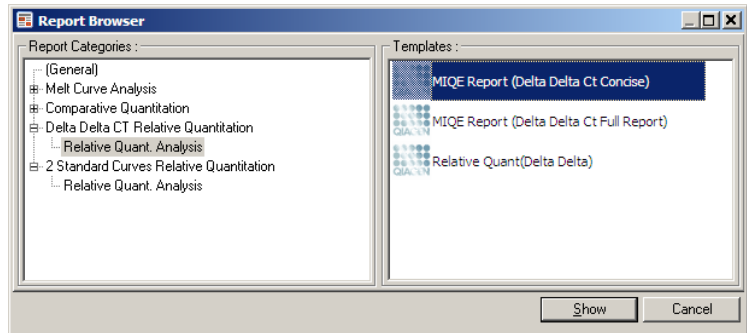 Report Browser
Report Categories :
(General)
Melt Curve Analysis
Comparative Quantitation
Delta Delta CT Relative Quantitation
Relative Quant. Analysis
2 Standard Curves Relative Quantitation
Relative Quant. Analysis
Templates :
MIQE Report (Delta Delta Ct Concise)
QIAGEN
MIQE Report (Delta Delta Ct Full Report)
QIAGEN
Relative Quant(Delta Delta)
Show
Cancel